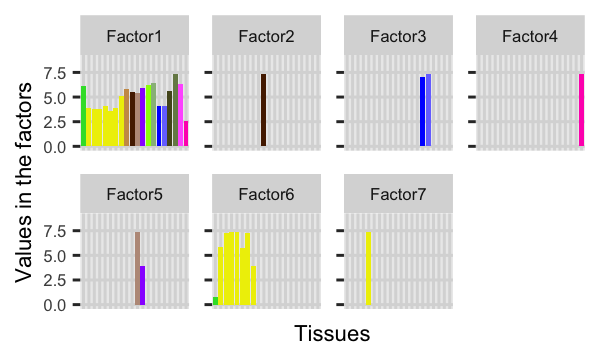 Factor1 Factor2 Factor3 Factor4
7.5
5.0
2.5
0.0
Values in the factors
Factor5 Factor6 Factor7
7.5
5.0
2.5
0.0
Tissues